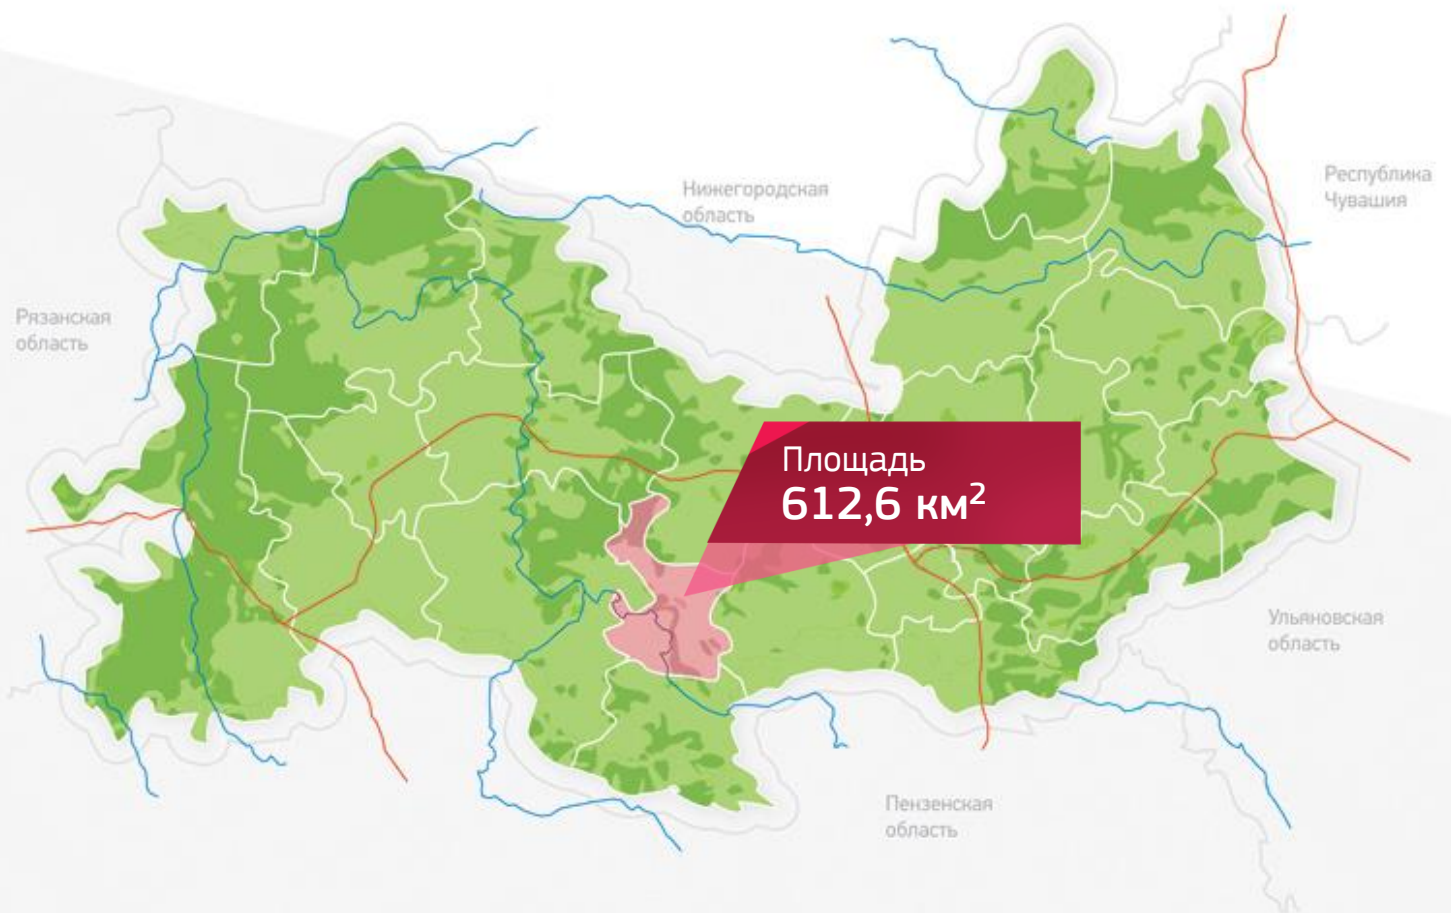 Нижегородская
область
Республика
Чувашия
Рязанская
область
Площадь
612,6 км²
Ульяновская
область
Пензенская
область